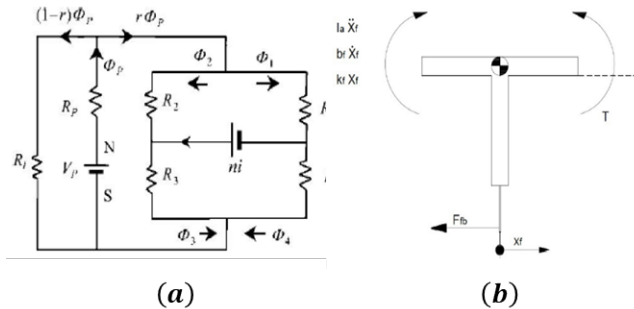 (1-r)Φp
rΦp
Φp
Φ2
Φ1
Rp
R2
N
Rl
Vp
ni
R3
S
Φ3
Φ4
(a)
Ia Ẍf
bf Ẋf
kf Xf
T
Ffb
Xf
(b)